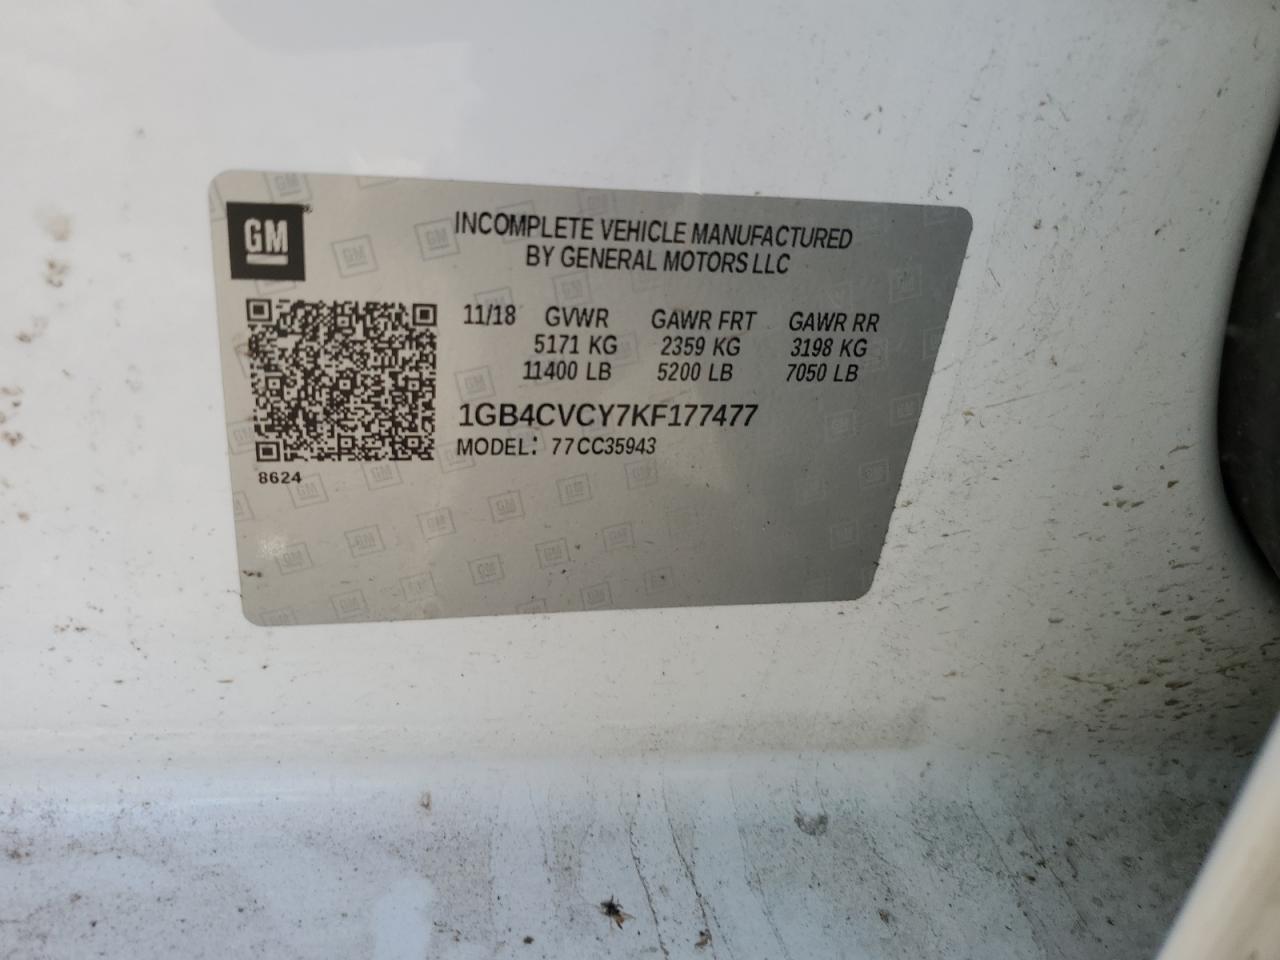 GM
INCOMPLETE VEHICLE MANUFACTURED
BY GENERAL MOTORS LLC
11/18 GVWR GAWR FRT GAWR RR
5171 KG 2359 KG 3198 KG
11400 LB 5200 LB 7050 LB
1GB4CVCY7KF177477
MODEL: 77CC35943
8624